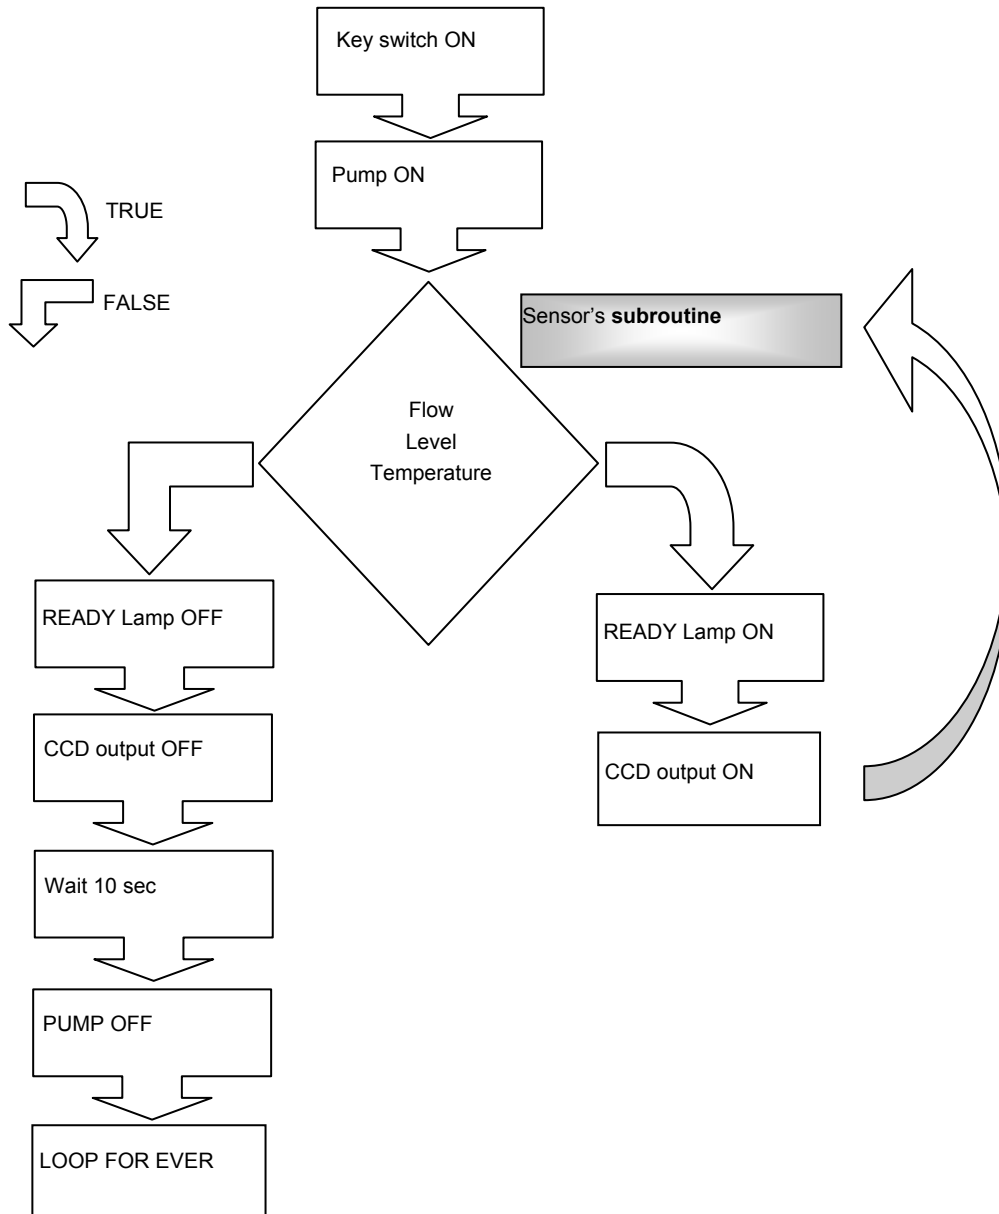 Key switch ON
Pump ON
TRUE
FALSE
Sensor's subroutine
Flow
Level
Temperature
READY Lamp OFF
READY Lamp ON
CCD output OFF
CCD output ON
Wait 10 sec
PUMP OFF
LOOP FOR EVER